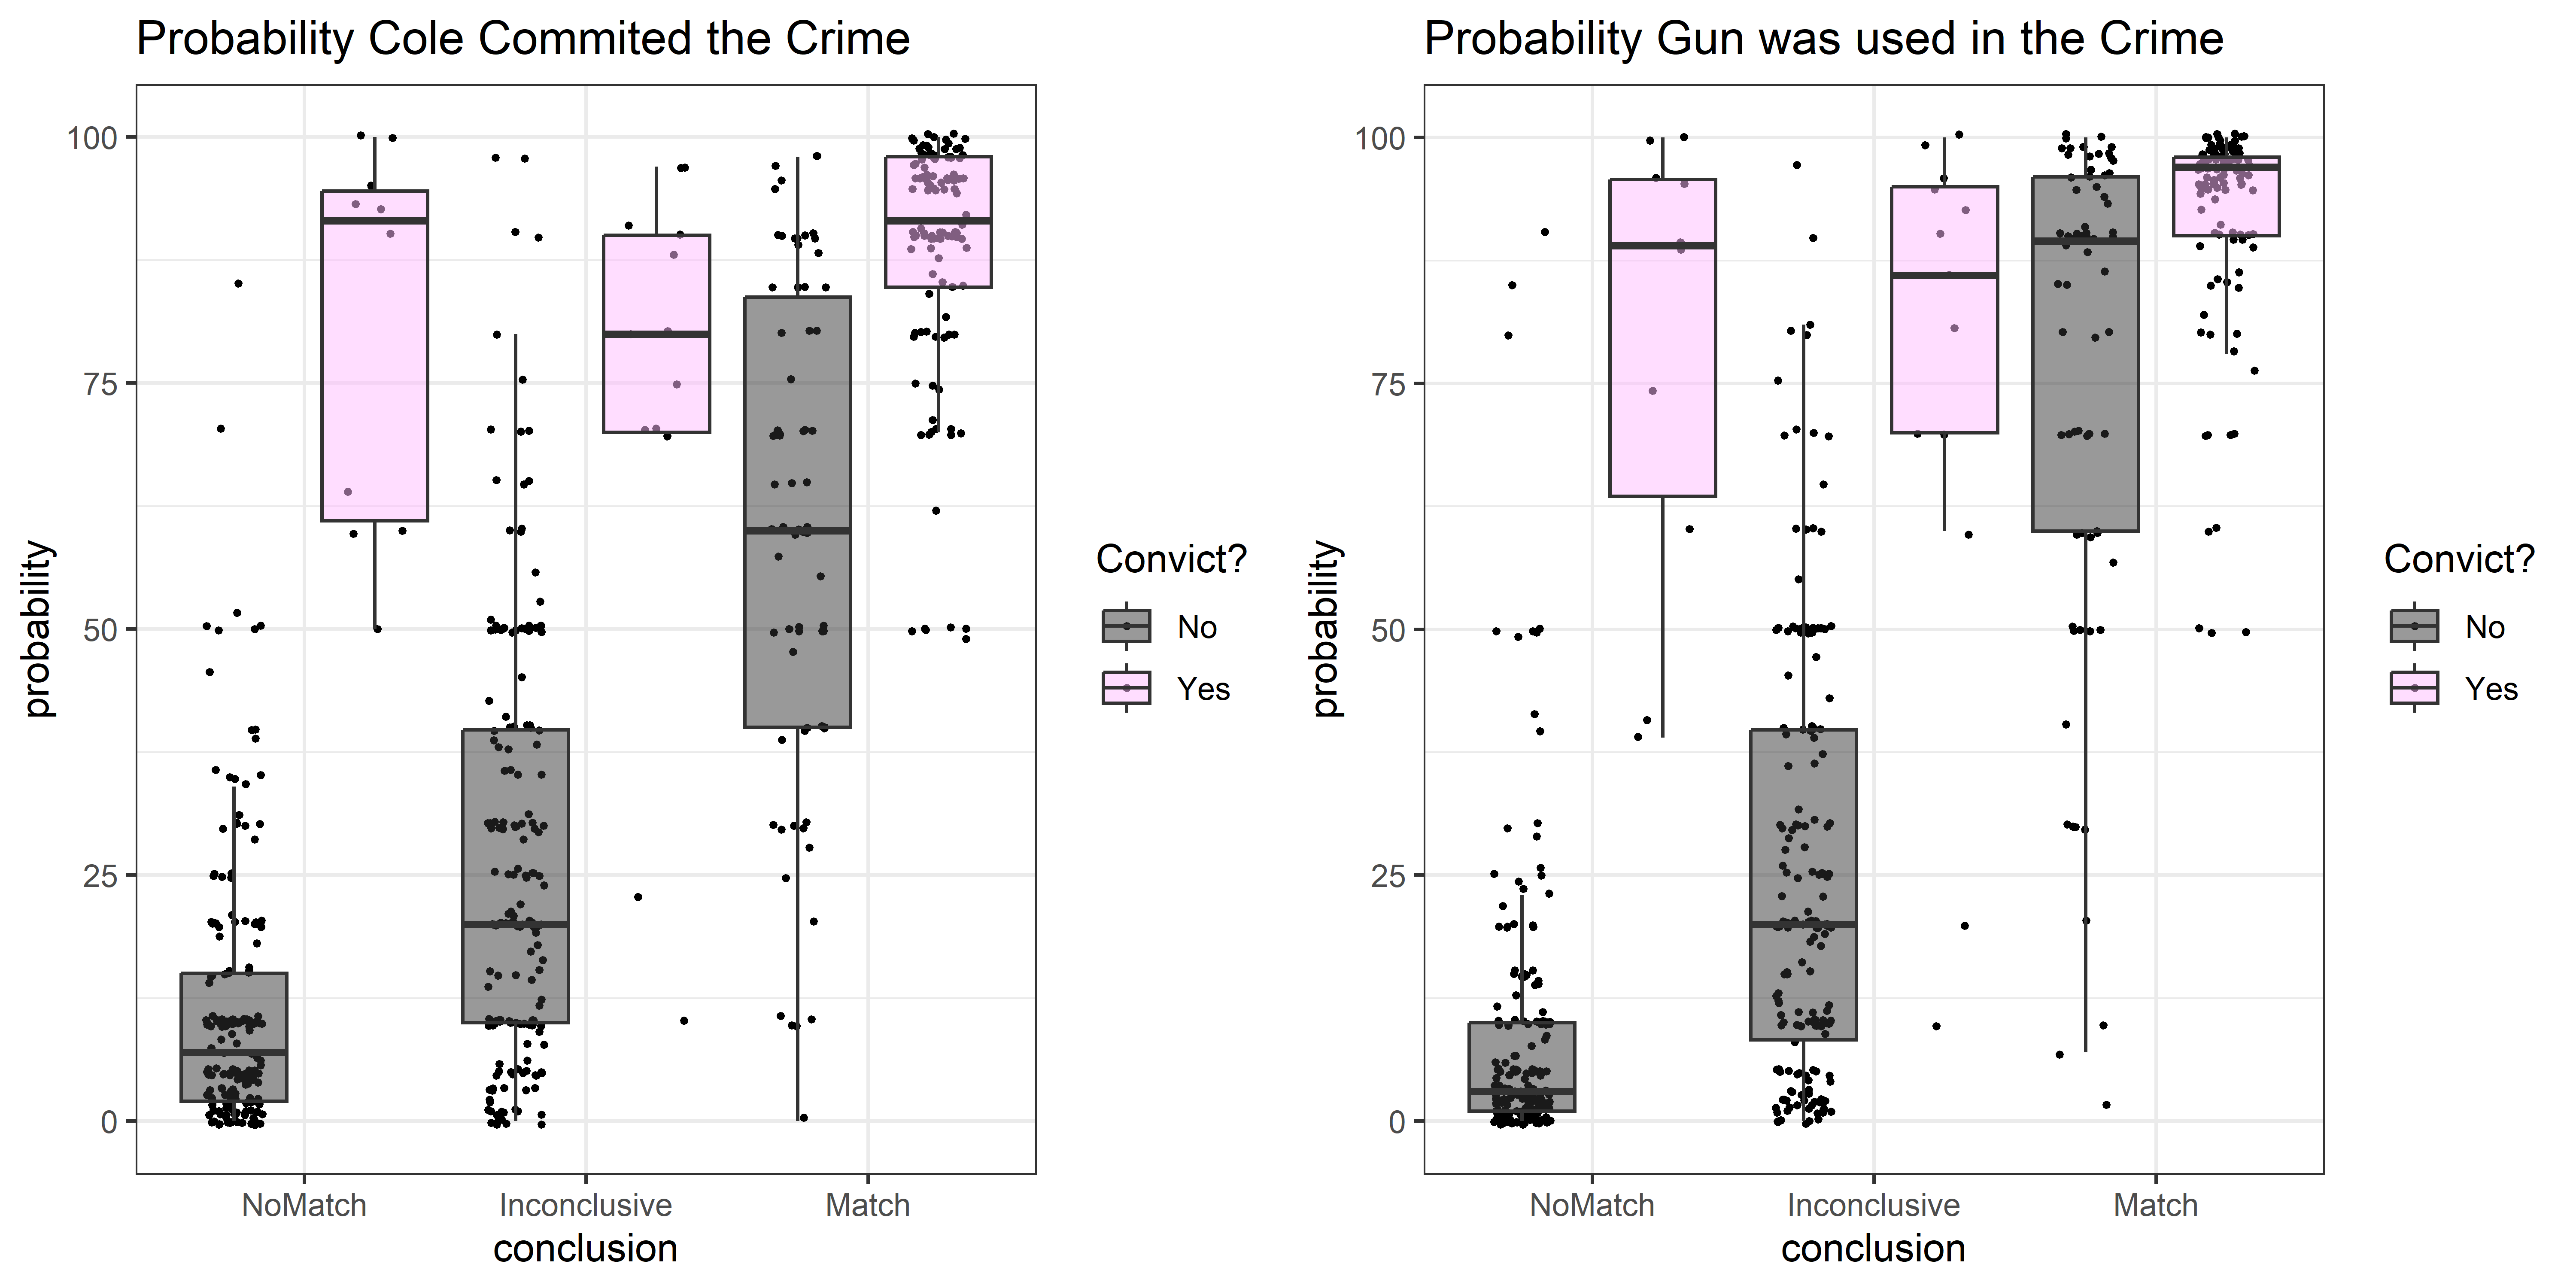 Probability Cole Commited the Crime
100
75
50
25
0
probability
NoMatch
Inconclusive
Match
conclusion
Convict?
No
Yes
Probability Gun was used in the Crime
100
75
50
25
0
probability
NoMatch
Inconclusive
Match
conclusion
Convict?
No
Yes